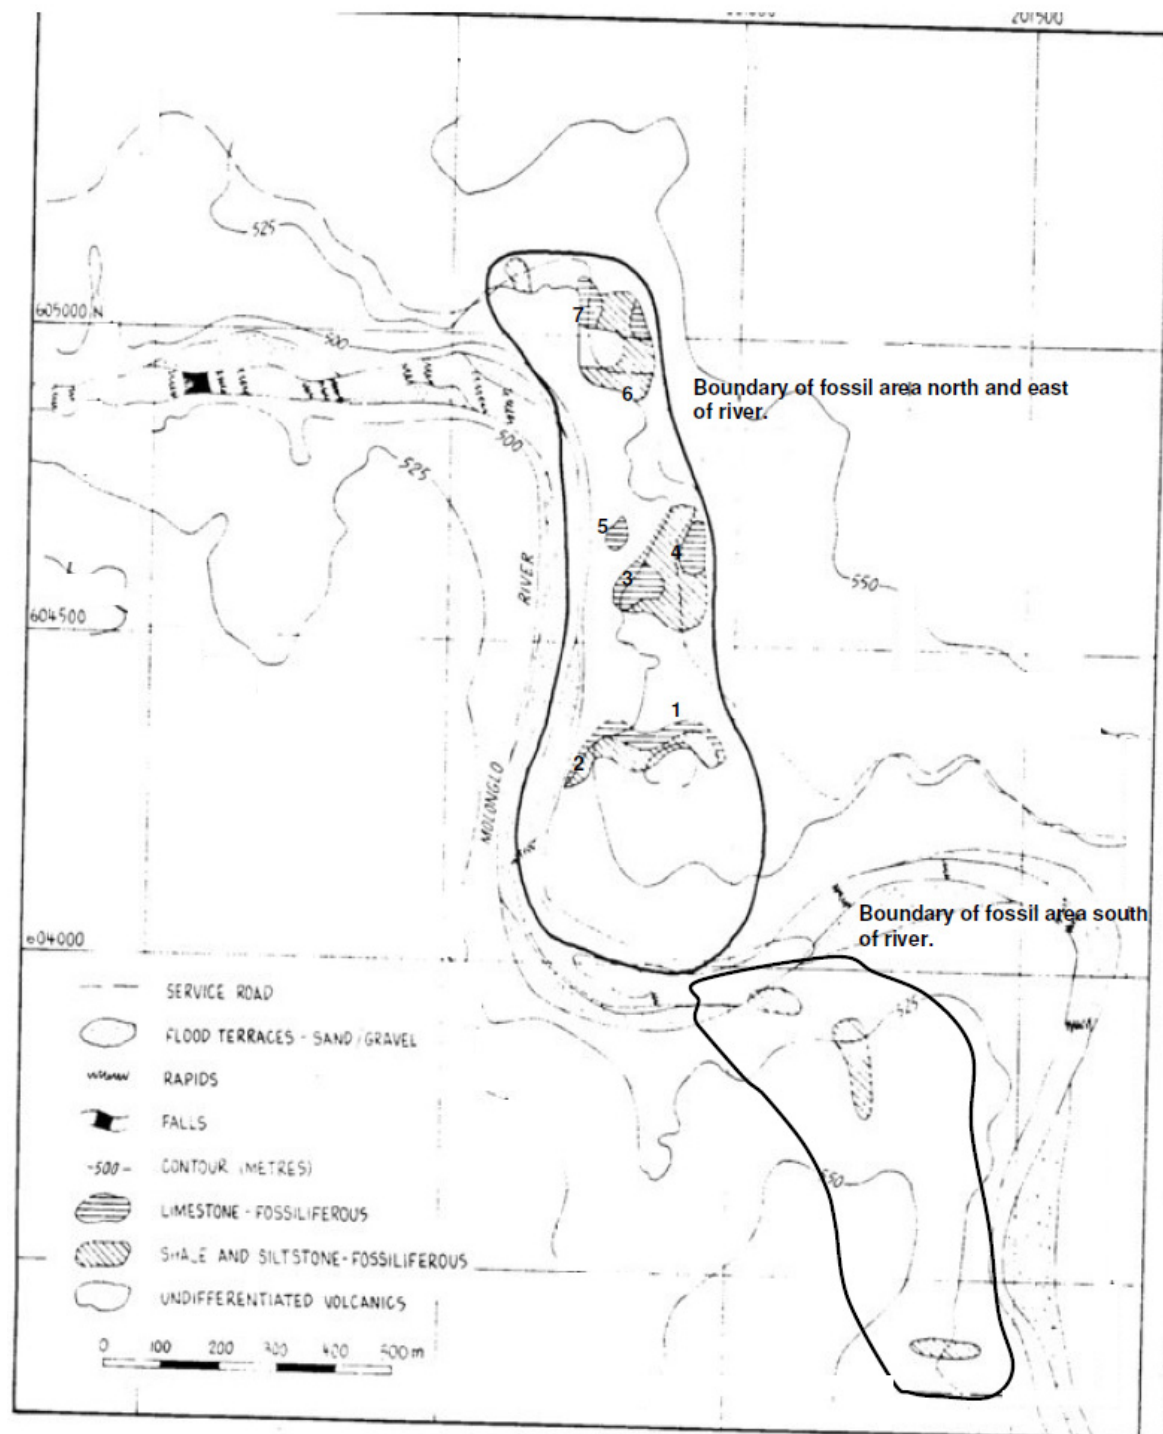 201500
525
605000 N
500
7
6
Boundary of fossil area north and east
of river.
500
525
5
4
3
RIVER
550
604500
1
2
MOLONGLO
Boundary of fossil area south
of river.
604000
525
SERVICE ROAD
FLOOD TERRACES - SAND/GRAVEL
RAPIDS
FALLS
-500- CONTOUR (METRES)
550
LIMESTONE - FOSSILIFEROUS
SHALE AND SILTSTONE-FOSSILIFEROUS
UNDIFFERENTIATED VOLCANICS
0 100 200 300 400 500 m